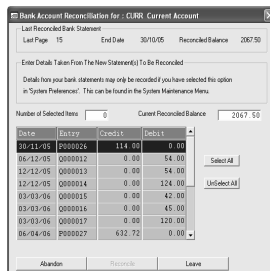 Bank Account Reconciliation for : CURR Current Account
Last Reconciled Bank Statement
Last Page 15 End Date 30/10/05 Reconciled Balance 2067.50
Enter Details Taken From The New Statement(s) To Be Reconciled
Details from your bank statements may only be recorded if you have selected this option
in 'System Preferences'. This can be found in the System Maintenance Menu.
Number of Selected Items 0 Current Reconciled Balance 2067.50
Date Entry Credit Debit
30/11/05 P000026 114.00 0.00
06/12/05 Q000012 0.00 54.00
12/12/05 Q000013 0.00 54.00
12/12/05 Q000014 0.00 124.00
03/03/06 Q000015 0.00 42.00
03/03/06 Q000016 0.00 45.00
03/03/06 Q000017 0.00 120.00
06/04/06 P000027 632.72 0.00
Select All
UnSelect All
Abandon Reconcile Leave